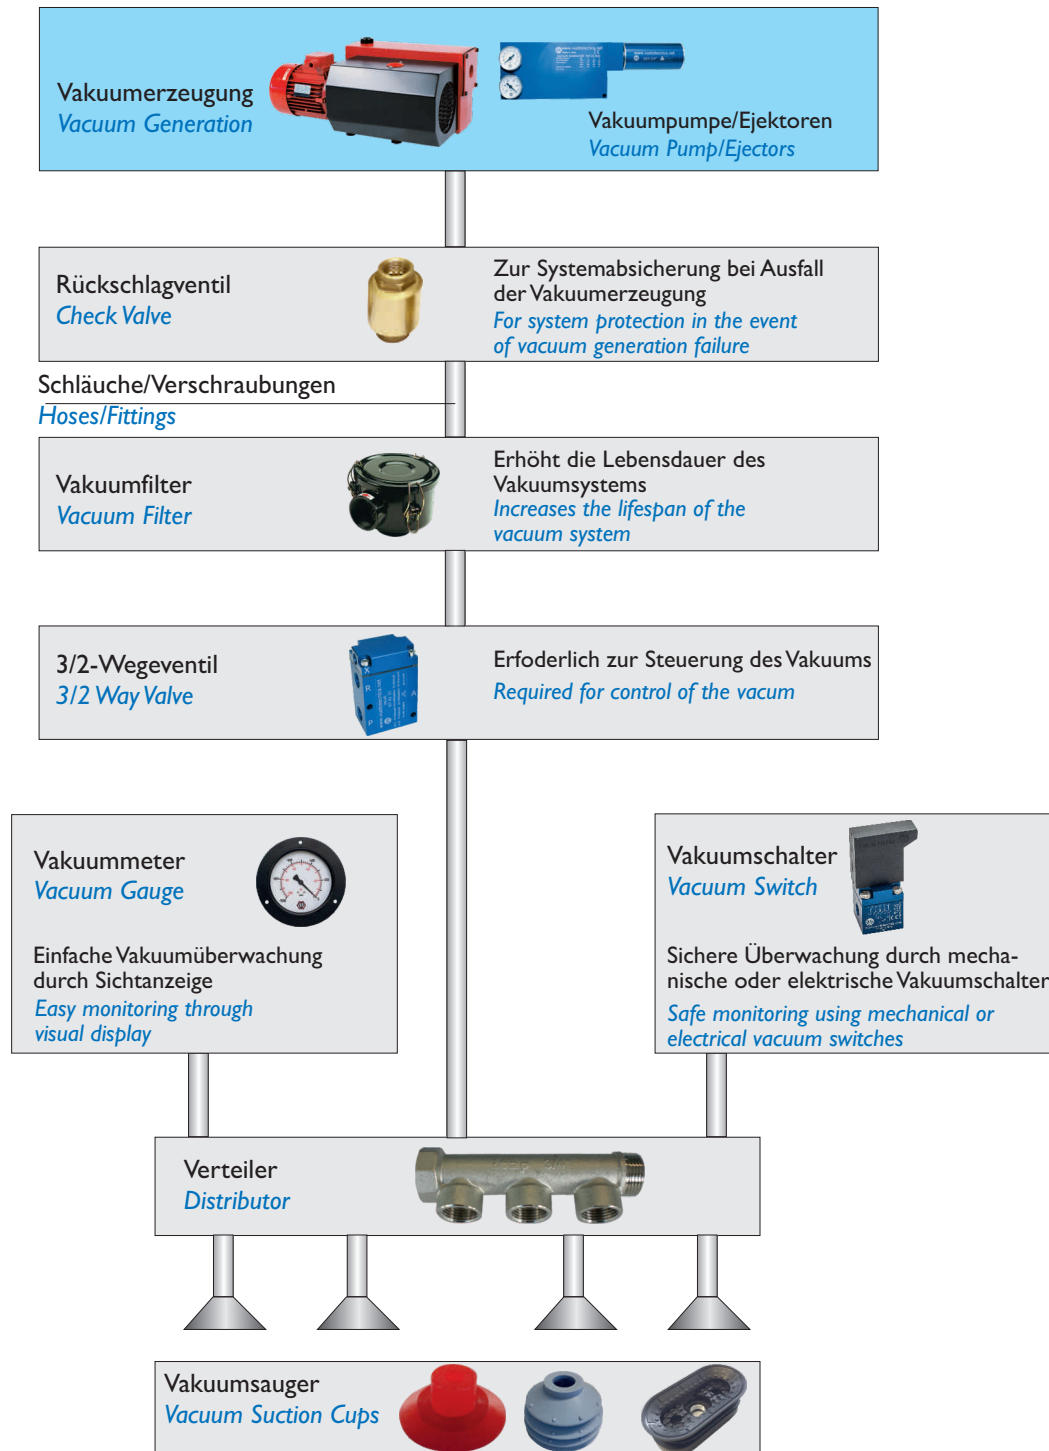 Vakuumerzeugung
Vacuum Generation
Vakuumpumpe/Ejektoren
Vacuum Pump/Ejectors
Rückschlagventil
Check Valve
Zur Systemabsicherung bei Ausfall
der Vakuumerzeugung
For system protection in the event
of vacuum generation failure
Schläuche/Verschraubungen
Hoses/Fittings
Vakuumfilter
Vacuum Filter
Erhöht die Lebensdauer des
Vakuumsystems
Increases the lifespan of the
vacuum system
3/2-Wegeventil
3/2 Way Valve
X
R
A
P
Erfoderlich zur Steuerung des Vakuums
Required for control of the vacum
Vakuummeter
Vacuum Gauge
Einfache Vakuumüberwachung
durch Sichtanzeige
Easy monitoring through
visual display
Vakuumschalter
Vacuum Switch
Sichere Überwachung durch mecha-
nische oder elektrische Vakuumschalter
Safe monitoring using mechanical or
electrical vacuum switches
Verteiler
Distributor
Vakuumsauger
Vacuum Suction Cups